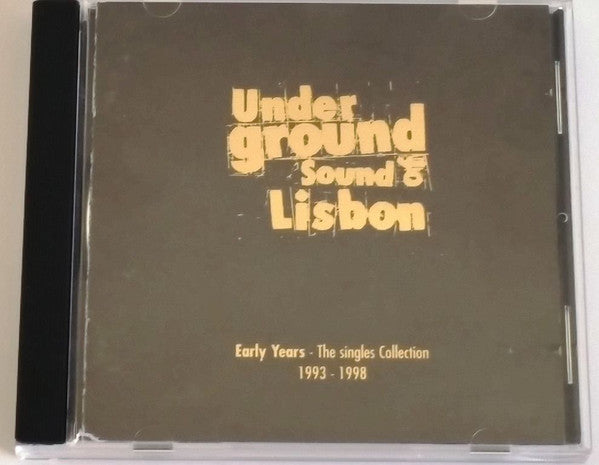 Under
ground
Sound of
Lisbon
Early Years - The singles Collection
1993 - 1998